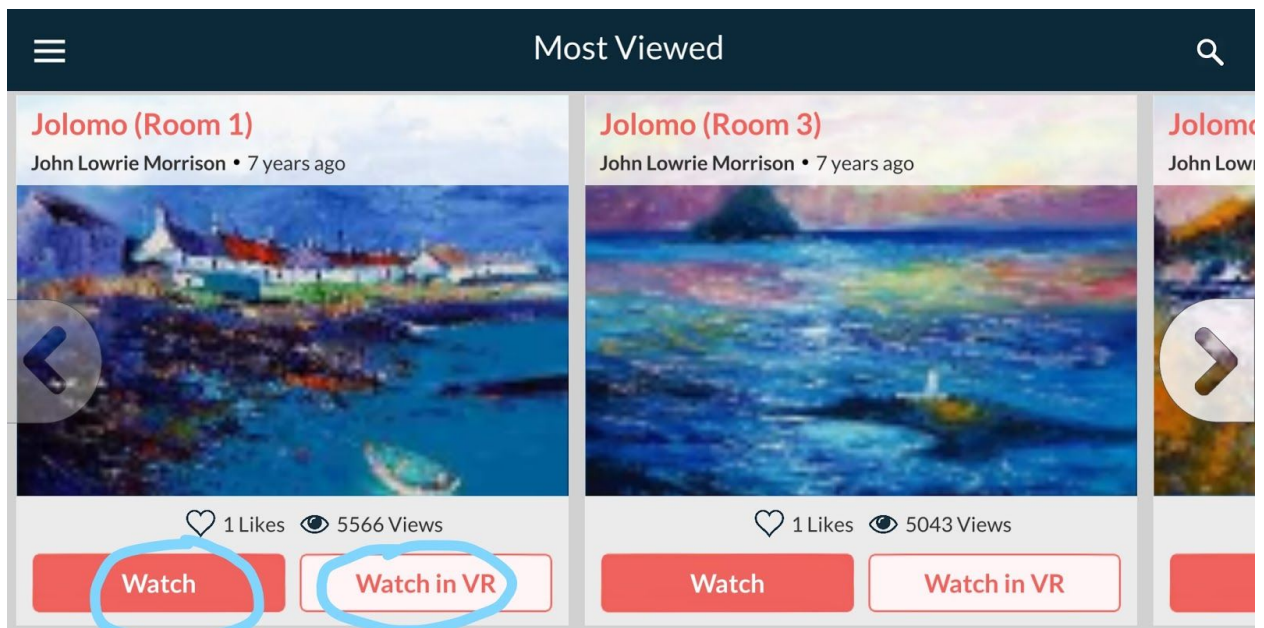 Most Viewed
Jolomo (Room 1)
John Lowrie Morrison • 7 years ago
1 Likes 5566 Views
Watch
Watch in VR
Jolomo (Room 3)
John Lowrie Morrison • 7 years ago
1 Likes 5043 Views
Watch
Watch in VR
Jolomo